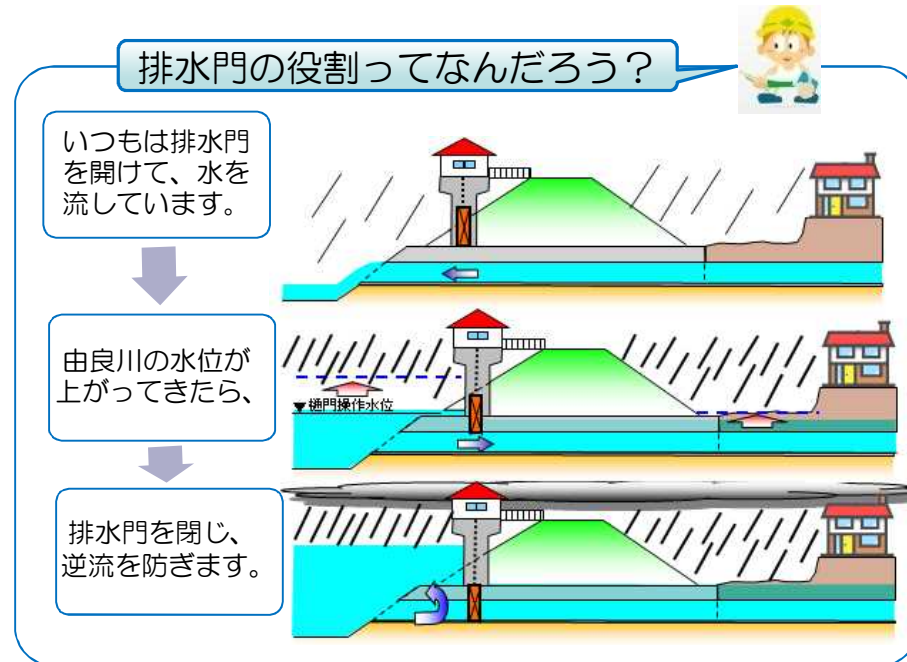 排水門の役割ってなんだろう？
いつもは排水門
を開けて、水を
流しています。
由良川の水位が
上がってきたら、
▼樋門操作水位
排水門を閉じ、
逆流を防ぎます。